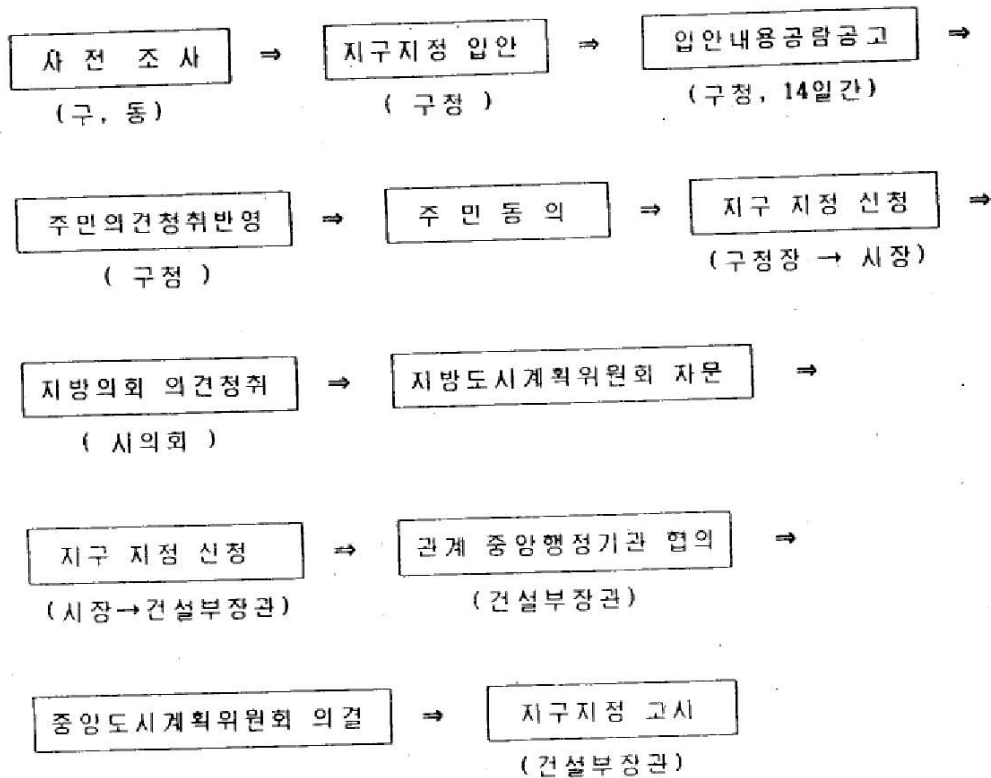 사 전 조 사 ⇒ 지구지정 입안 ⇒ 입안내용공람공고 ⇒
(구, 동) ( 구청 ) (구청, 14일간)
주민의견청취반영 ⇒ 주 민 동 의 ⇒ 지구 지정 신청 ⇒
( 구청 ) (구청장 → 시장)
지방의회 의견청취 ⇒ 지방도시계획위원회 자문 ⇒
( 시의회 )
지구 지정 신청 ⇒ 관계 중앙행정기관 협의 ⇒
(시장→건설부장관) (건설부장관)
중앙도시계획위원회 의결 ⇒ 지구지정 고시
(건설부장관)